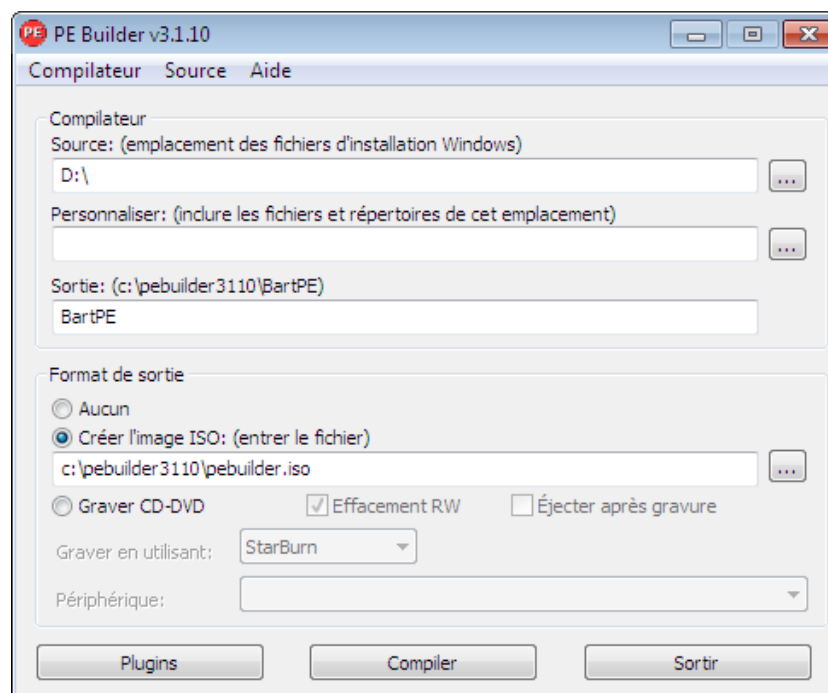 PE PE Builder v3.1.10
Compilateur Source Aide
Compilateur
Source: (emplacement des fichiers d'installation Windows)
D:\ ...
Personnaliser: (inclure les fichiers et répertoires de cet emplacement)
...
Sortie: (c:\pebuilder3110\BartPE)
BartPE
Format de sortie
Aucun
Créer l'image ISO: (entrer le fichier)
c:\pebuilder3110\pebuilder.iso ...
Graver CD-DVD Effacement RW Éjecter après gravure
Graver en utilisant: StarBurn
Périphérique:
Plugins Compiler Sortir